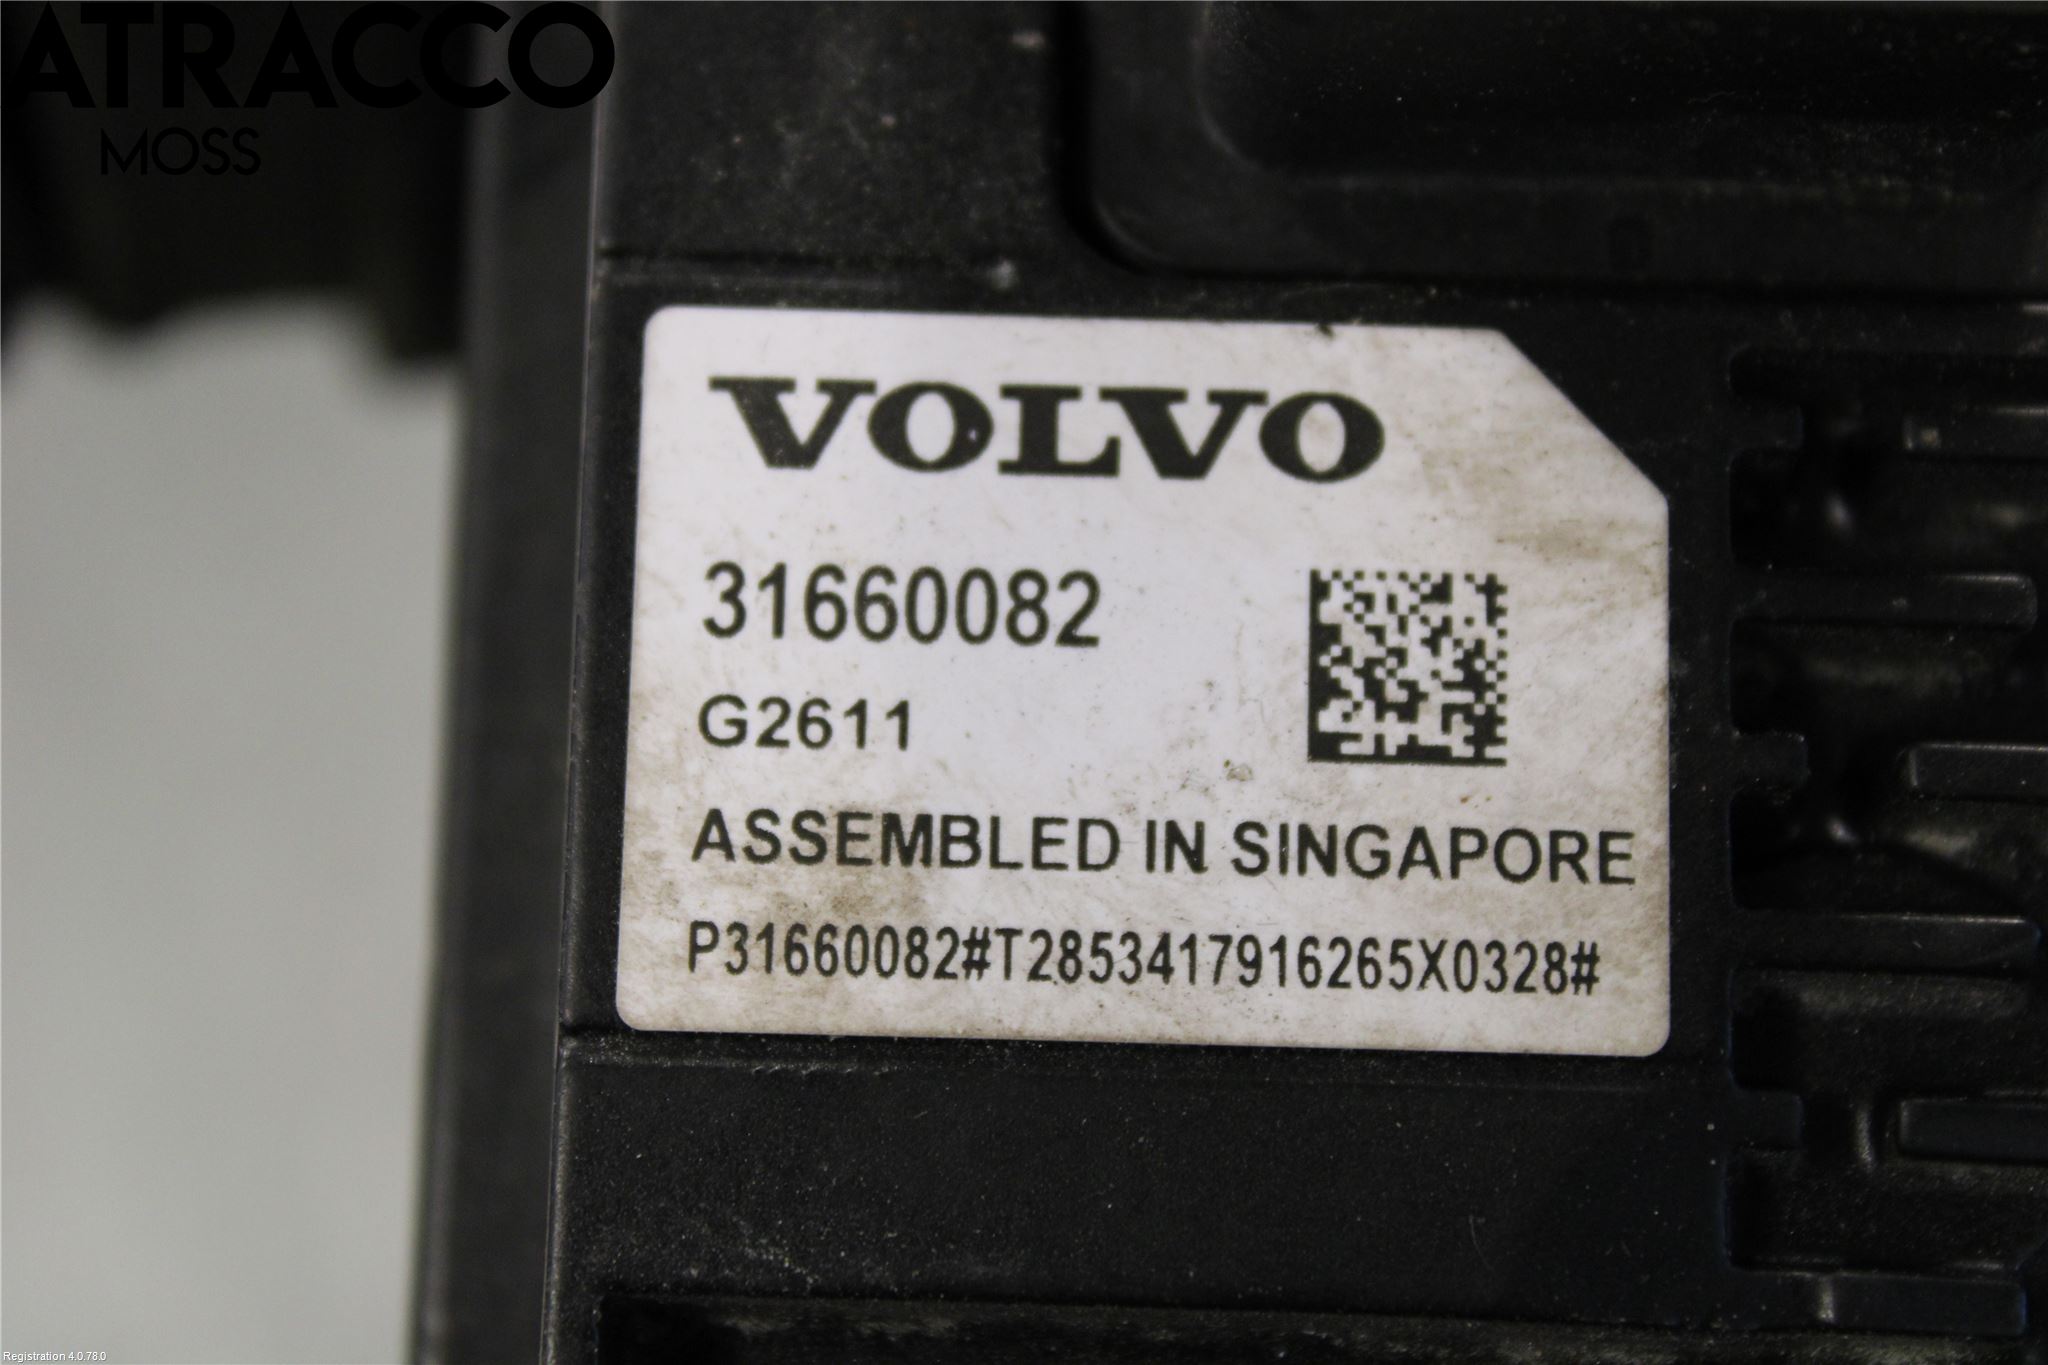 ATRACCO
MOSS
VOLVO
31660082
G2611
ASSEMBLED IN SINGAPORE
P31660082#T2853417916265X0328#
Registration 4.0.78.0